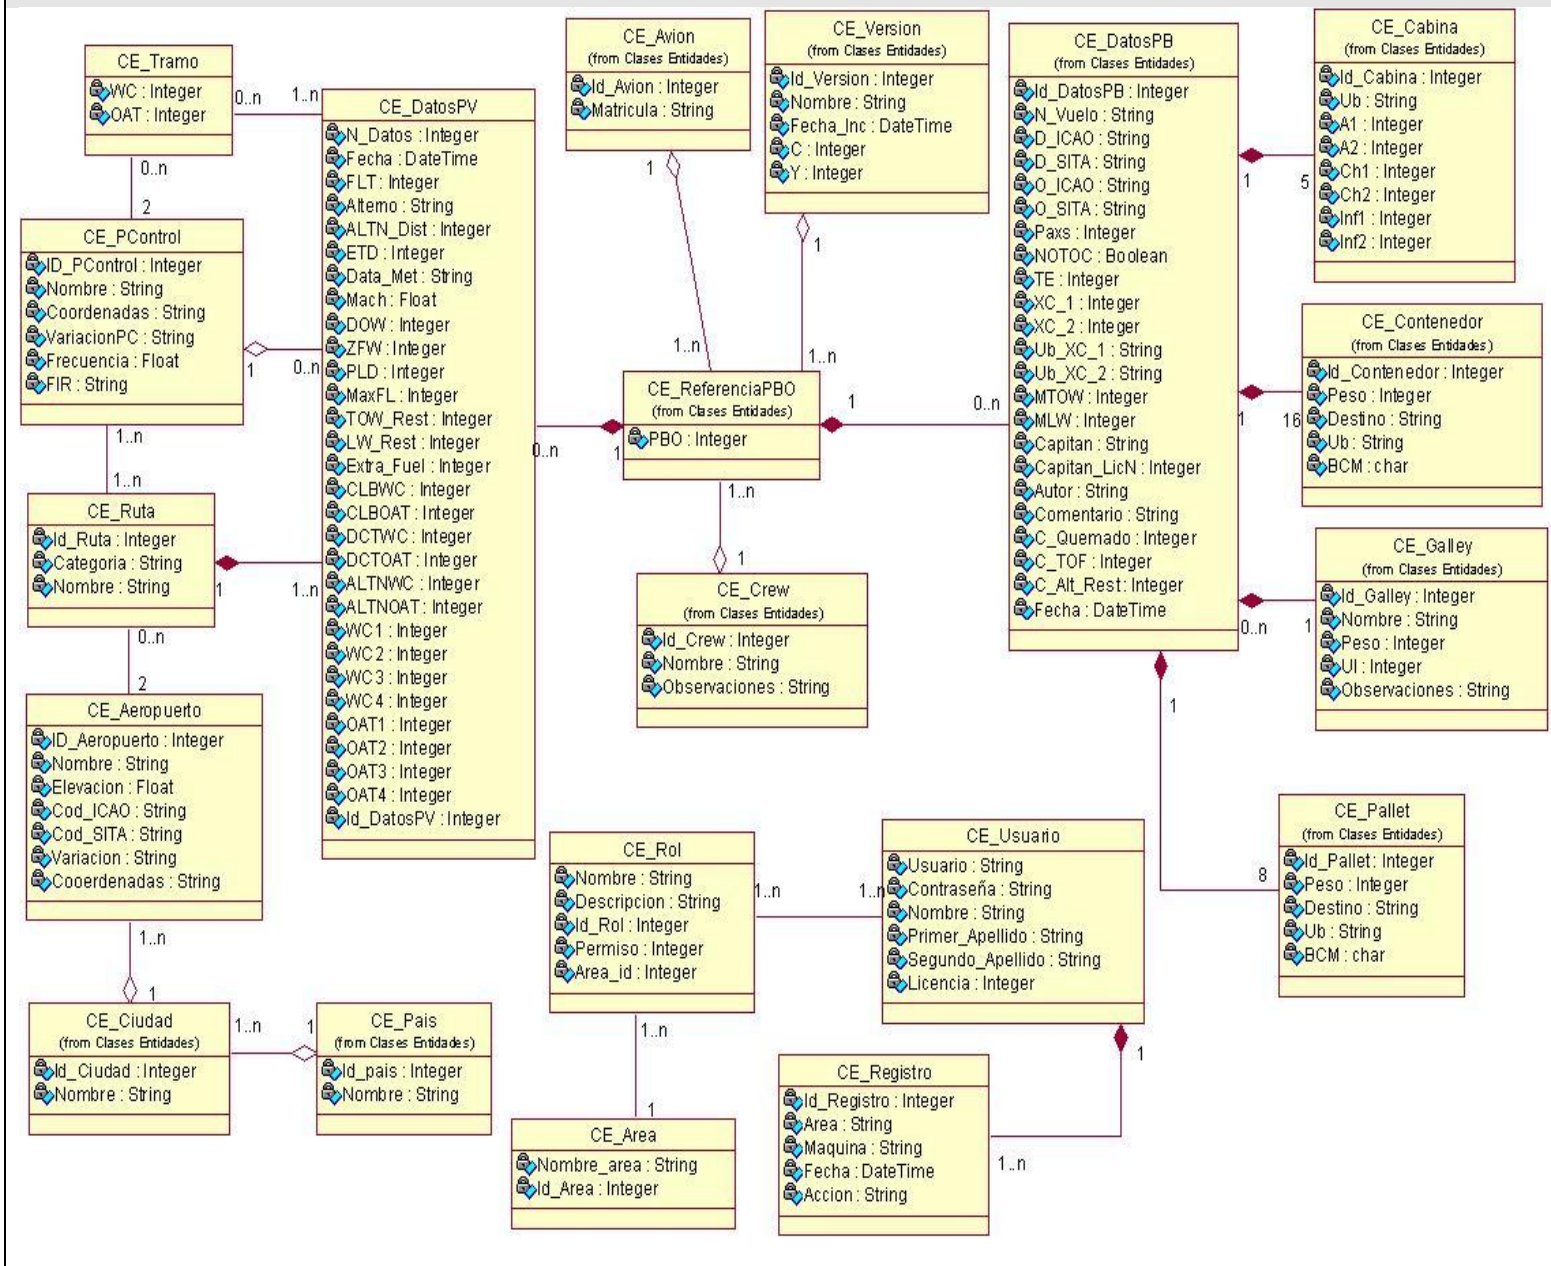 CE_Tramo
WC : Integer
OAT : Integer
0..n
1..n
0..n
2
CE_PControl
ID_PControl : Integer
Nombre : String
Coordenadas : String
VariacionPC : String
Frecuencia : Float
FIR : String
1
0..n
1..n
1..n
CE_Ruta
Id_Ruta : Integer
Categoria : String
Nombre : String
1
1..n
0..n
2
CE_Aeropuerto
ID_Aeropuerto : Integer
Nombre : String
Elevacion : Float
Cod_ICAO : String
Cod_SITA : String
Variacion : String
Cooerdenadas : String
1..n
1
CE_Ciudad
(from Clases Entidades)
Id_Ciudad : Integer
Nombre : String
1..n
1
CE_Pais
(from Clases Entidades)
Id_pais : Integer
Nombre : String
CE_DatosPV
N_Datos : Integer
Fecha : DateTime
FLT : Integer
Alterno : String
ALTN_Dist : Integer
ETD : Integer
Data_Met : String
Mach : Float
DOW : Integer
ZFW : Integer
PLD : Integer
MaxFL : Integer
TOW_Rest : Integer
LW_Rest : Integer
Extra_Fuel : Integer
CLBWC : Integer
CLBOAT : Integer
DCTWC : Integer
DCTOAT : Integer
ALTNWC : Integer
ALTNOAT : Integer
WC1 : Integer
WC2 : Integer
WC3 : Integer
WC4 : Integer
OAT1 : Integer
OAT2 : Integer
OAT3 : Integer
OAT4 : Integer
Id_DatosPV : Integer
0..n
1
CE_Avion
(from Clases Entidades)
Id_Avion : Integer
Matricula : String
1
1..n
CE_Version
(from Clases Entidades)
Id_Version : Integer
Nombre : String
Fecha_Inc : DateTime
C : Integer
Y : Integer
1
1..n
CE_ReferenciaPBO
(from Clases Entidades)
PBO : Integer
1
0..n
1..n
1
CE_Crew
(from Clases Entidades)
Id_Crew : Integer
Nombre : String
Observaciones : String
CE_DatosPB
(from Clases Entidades)
Id_DatosPB : Integer
N_Vuelo : String
D_ICAO : String
D_SITA : String
O_ICAO : String
O_SITA : String
Paxs : Integer
NOTOC : Boolean
TE : Integer
XC_1 : Integer
XC_2 : Integer
Ub_XC_1 : String
Ub_XC_2 : String
MTOW : Integer
MLW : Integer
Capitan : String
Capitan_LicN : Integer
Autor : String
Comentario : String
C_Quemado : Integer
C_TOF : Integer
C_Alt_Rest : Integer
Fecha : DateTime
1
5
CE_Cabina
(from Clases Entidades)
Id_Cabina : Integer
Ub : String
A1 : Integer
A2 : Integer
Ch1 : Integer
Ch2 : Integer
Inf1 : Integer
Inf2 : Integer
1
16
CE_Contenedor
(from Clases Entidades)
Id_Contenedor : Integer
Peso : Integer
Destino : String
Ub : String
BCM : char
0..n
1
CE_Galley
(from Clases Entidades)
Id_Galley : Integer
Nombre : String
Peso : Integer
UI : Integer
Observaciones : String
1
8
CE_Pallet
(from Clases Entidades)
Id_Pallet : Integer
Peso : Integer
Destino : String
Ub : String
BCM : char
CE_Rol
Nombre : String
Descripcion : String
Id_Rol : Integer
Permiso : Integer
Area_id : Integer
1..n
1..n
CE_Usuario
Usuario : String
Contraseña : String
Nombre : String
Primer_Apellido : String
Segundo_Apellido : String
Licencia : Integer
1..n
1
CE_Area
Nombre_area : String
Id_Area : Integer
1
1..n
CE_Registro
Id_Registro : Integer
Area : String
Maquina : String
Fecha : DateTime
Accion : String